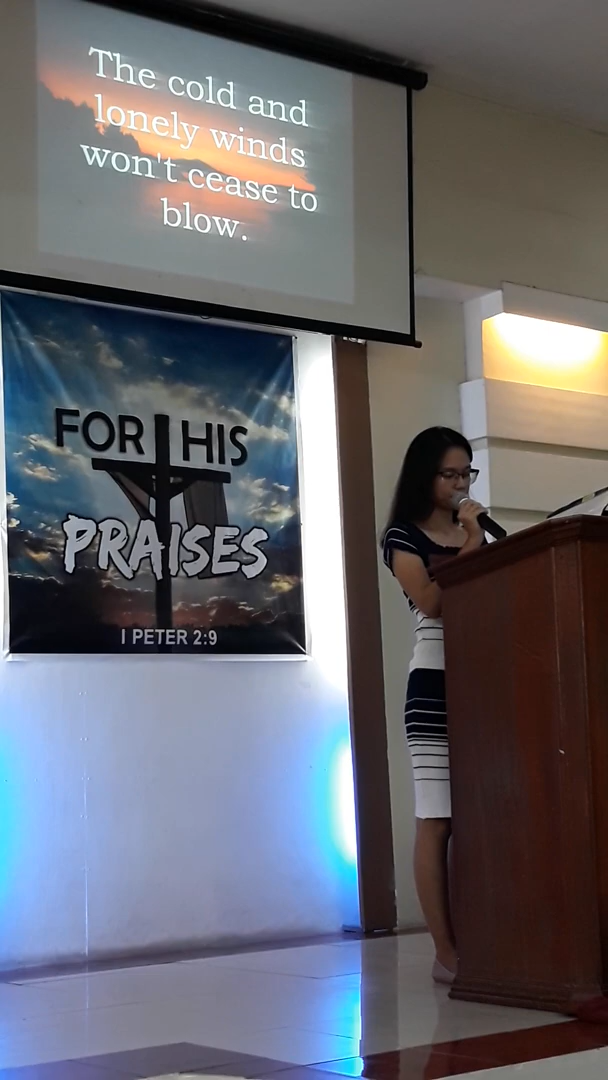 The cold and
lonely winds
won't cease to
blow.
FOR HIS
PRAISES
I PETER 2:9